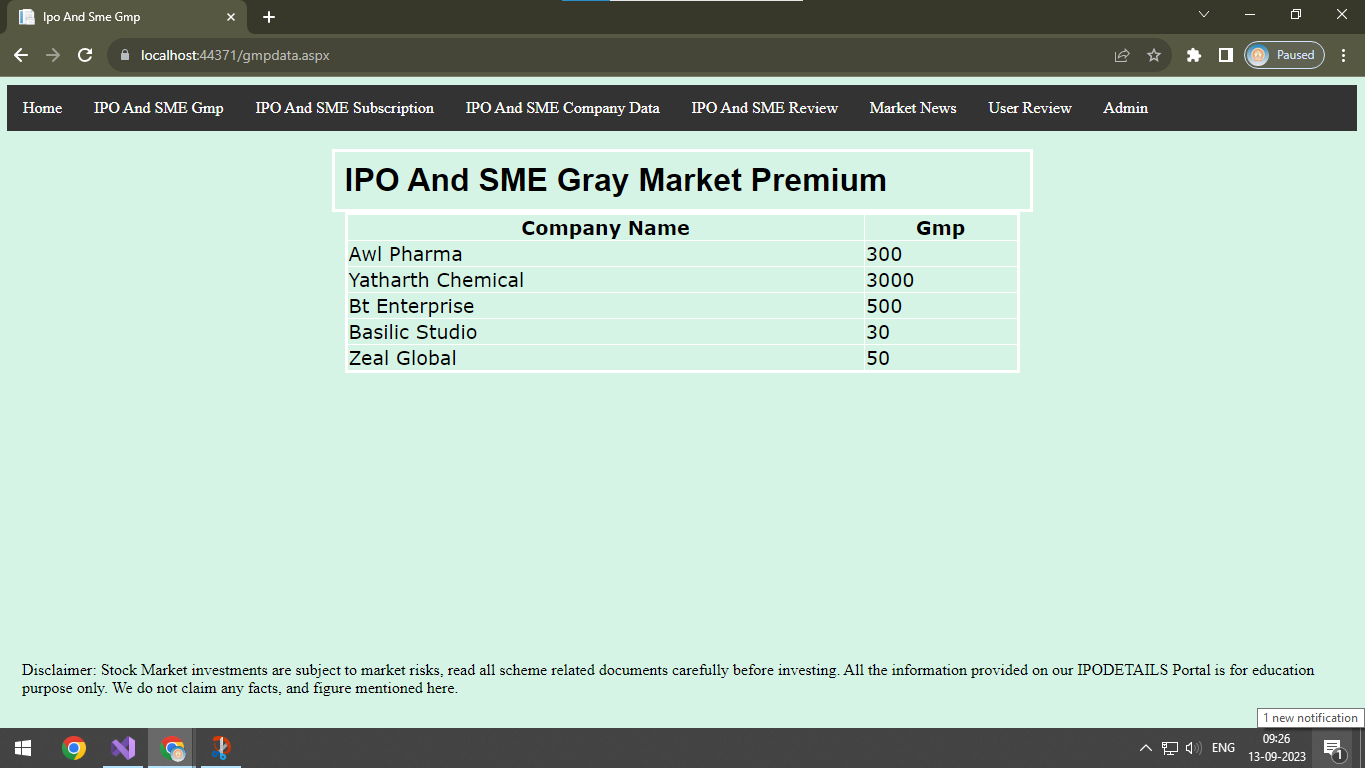 Ipo And Sme Gmp
localhost:44371/gmpdata.aspx
Paused
Home IPO And SME Gmp IPO And SME Subscription IPO And SME Company Data IPO And SME Review Market News User Review Admin
IPO And SME Gray Market Premium
Company Name Gmp
Awl Pharma 300
Yatharth Chemical 3000
Bt Enterprise 500
Basilic Studio 30
Zeal Global 50
Disclaimer: Stock Market investments are subject to market risks, read all scheme related documents carefully before investing. All the information provided on our IPODETAILS Portal is for education
purpose only. We do not claim any facts, and figure mentioned here.
1 new notification
ENG
09:26
13-09-2023
1